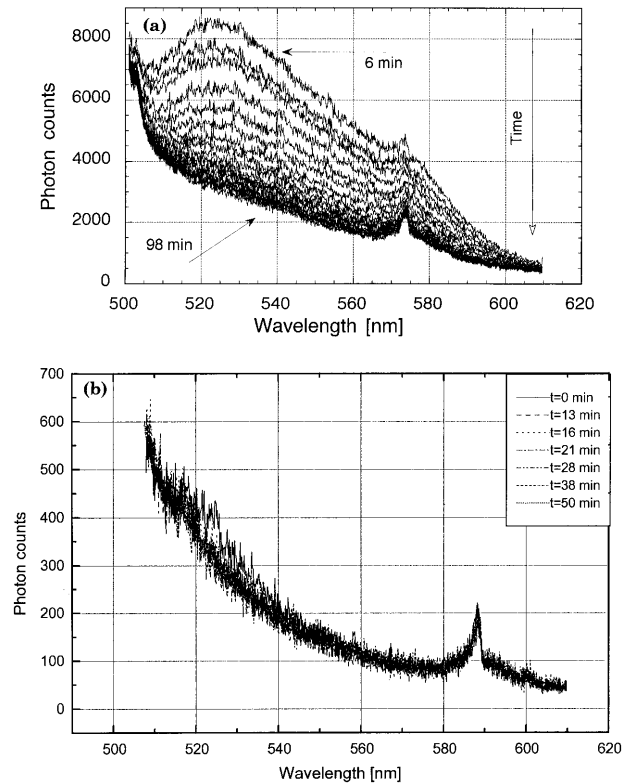 (a)
8000
6000
4000
2000
0
Photon counts
6 min
98 min
Time
500 520 540 560 580 600 620
Wavelength [nm]
(b)
700
600
500
400
300
200
100
0
Photon counts
t=0 min
t=13 min
t=16 min
t=21 min
t=28 min
t=38 min
t=50 min
500 520 540 560 580 600 620
Wavelength [nm]